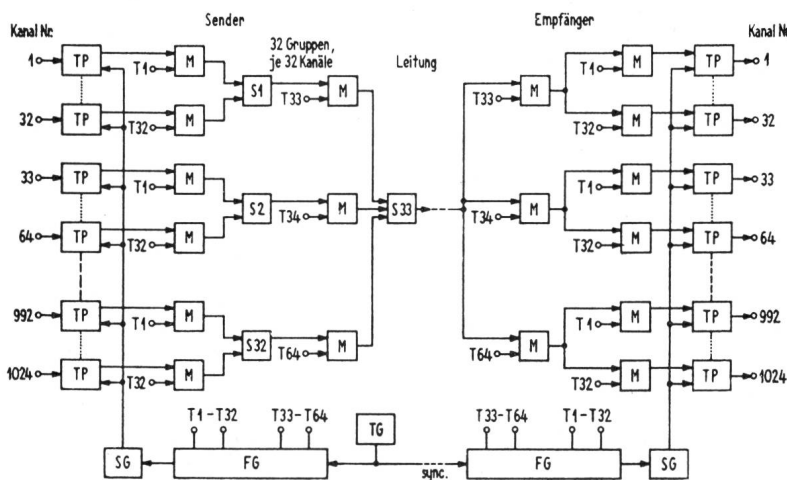 Sender
Empfänger
Kanal Nr.
32 Gruppen,
je 32 Kanäle
Leitung
Kanal Nr.
1 TP T1 M S1 T33 M T33 M T1 M TP 1
32 TP T32 M T32 M TP 32
33 TP T1 M S2 T34 M S33 T34 M T1 M TP 33
64 TP T32 M T32 M TP 64
992 TP T1 M S32 T64 M T64 M T1 M TP 992
1024 TP T32 M T32 M TP 1024
T1-T32 T33-T64 TG T33-T64 T1-T32
SG FG sync. FG SG